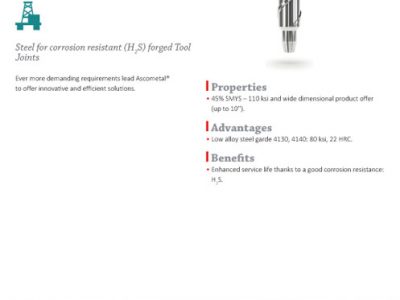 Steel for corrosion resistant (H₂S) forged Tool
Joints
Ever more demanding requirements lead Ascometal®
to offer innovative and efficient solutions.
Properties
• 45% SMYS – 110 ksi and wide dimensional product offer
(up to 10").
Advantages
• Low alloy steel garde 4130, 4140: 80 ksi, 22 HRC.
Benefits
• Enhanced service life thanks to a good corrosion resistance:
H₂S.